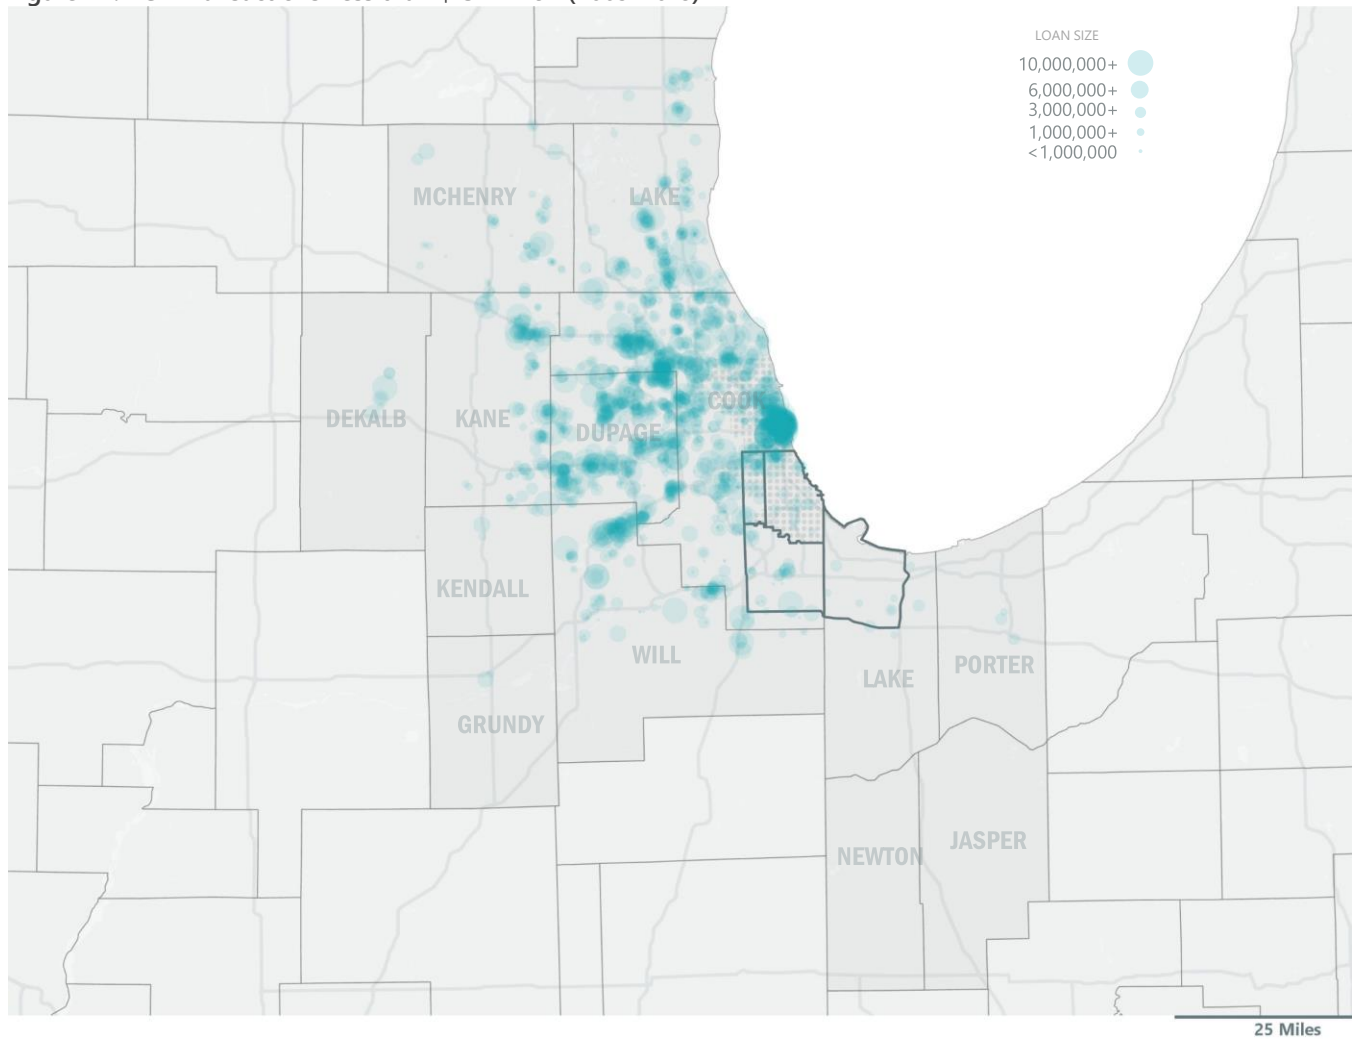 LOAN SIZE
10,000,000+
6,000,000+
3,000,000+
1,000,000+
<1,000,000
MCHENRY
LAKE
COOK
DEKALB
KANE
DUPAGE
KENDALL
WILL
LAKE
PORTER
GRUNDY
JASPER
NEWTON
25 Miles